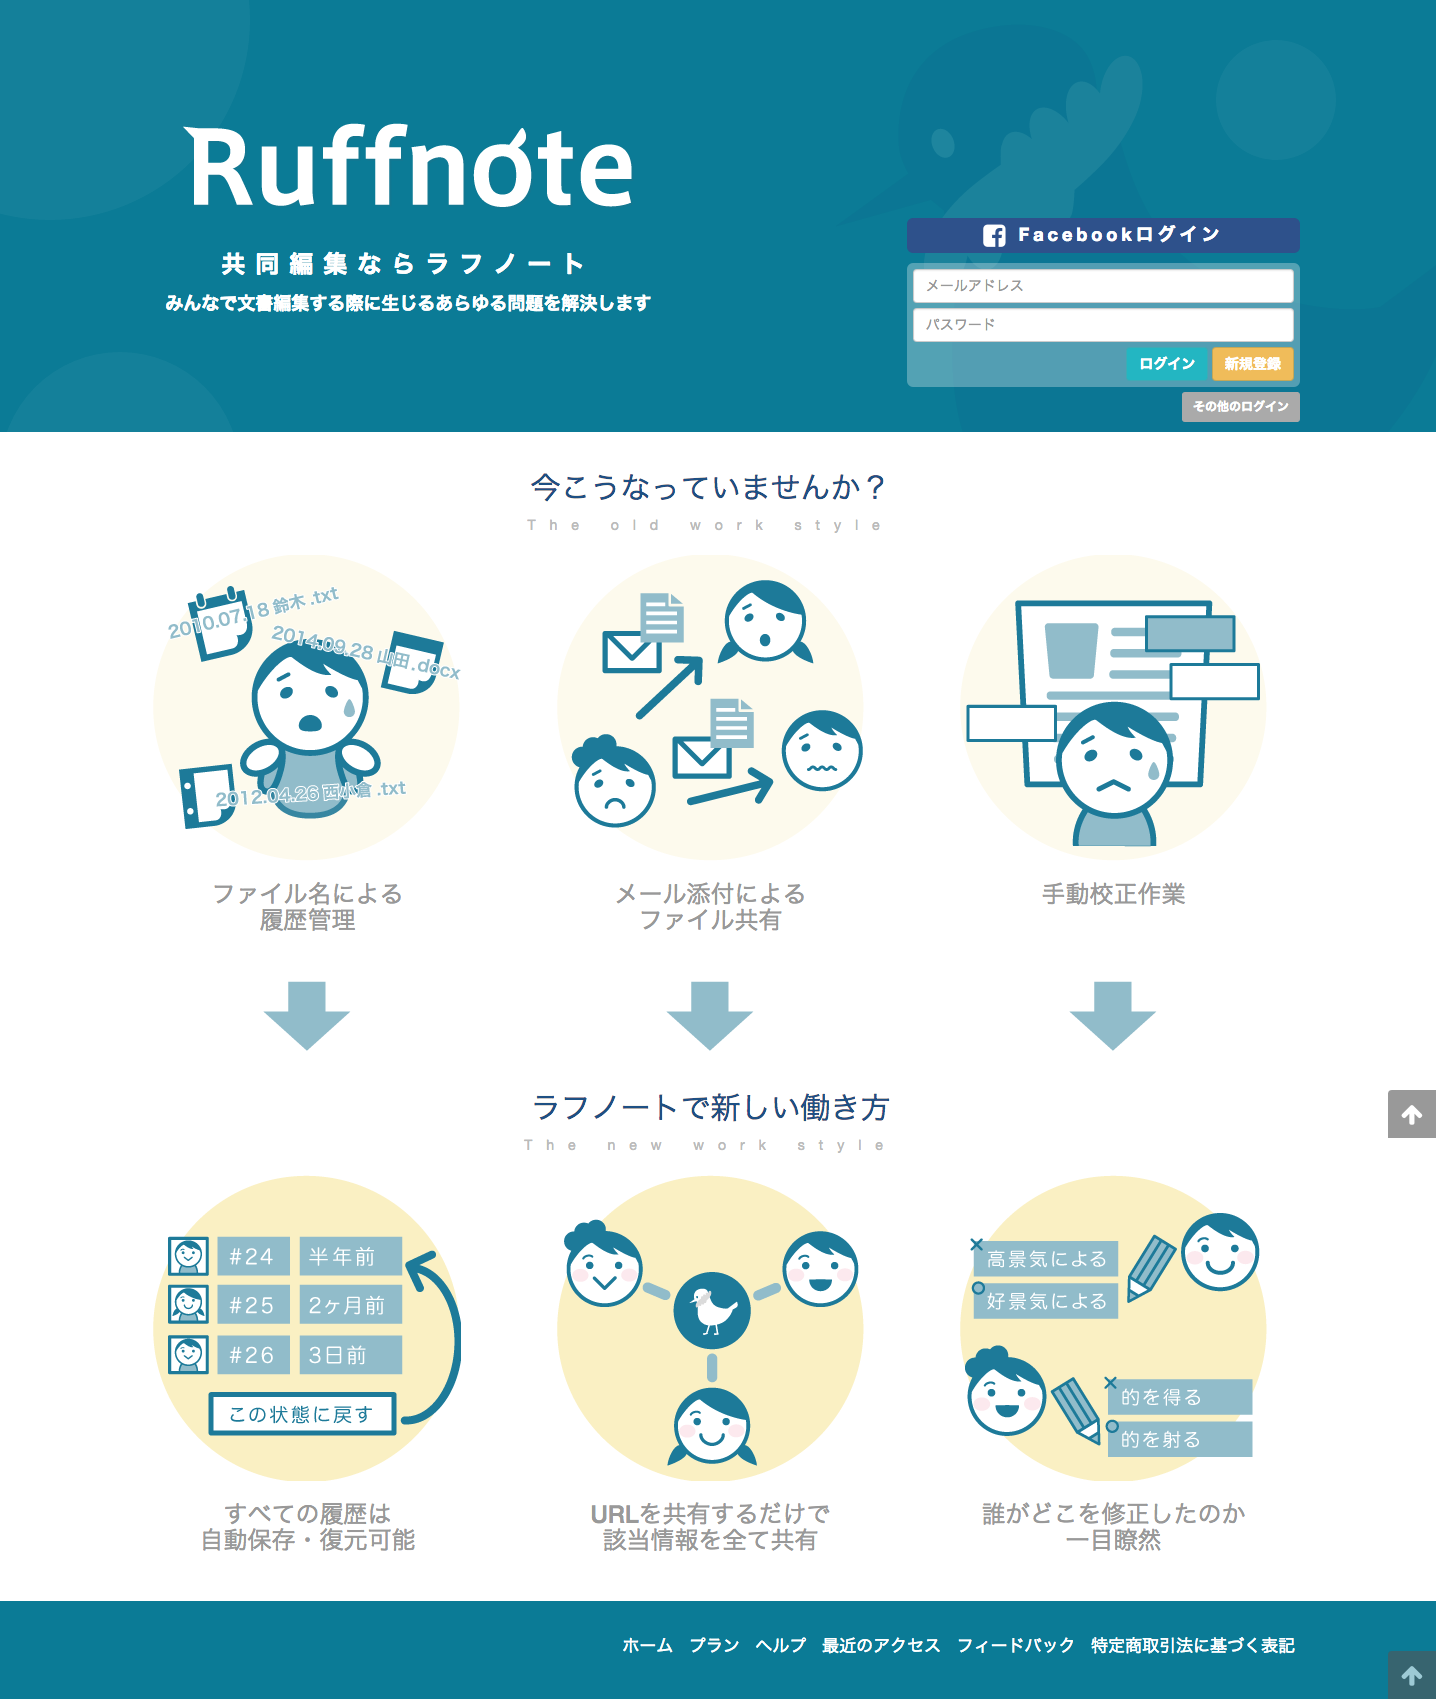 Ruffnote
共同編集ならラフノート
みんなで文書編集する際に生じるあらゆる問題を解決します
Facebookログイン
メールアドレス
パスワード
ログイン 新規登録
その他のログイン
今こうなっていませんか？
The old work style
2010.07.18 鈴木 .txt
2014.09.28 山田 .docx
2012.04.26 西小倉 .txt
ファイル名による
履歴管理
メール添付による
ファイル共有
手動校正作業
ラフノートで新しい働き方
The new work style
#24 半年前
#25 2ヶ月前
#26 3日前
この状態に戻す
高景気による
好景気による
的を得る
的を射る
すべての履歴は
自動保存・復元可能
URLを共有するだけで
該当情報を全て共有
誰がどこを修正したのか
一目瞭然
ホーム プラン ヘルプ 最近のアクセス フィードバック 特定商取引法に基づく表記